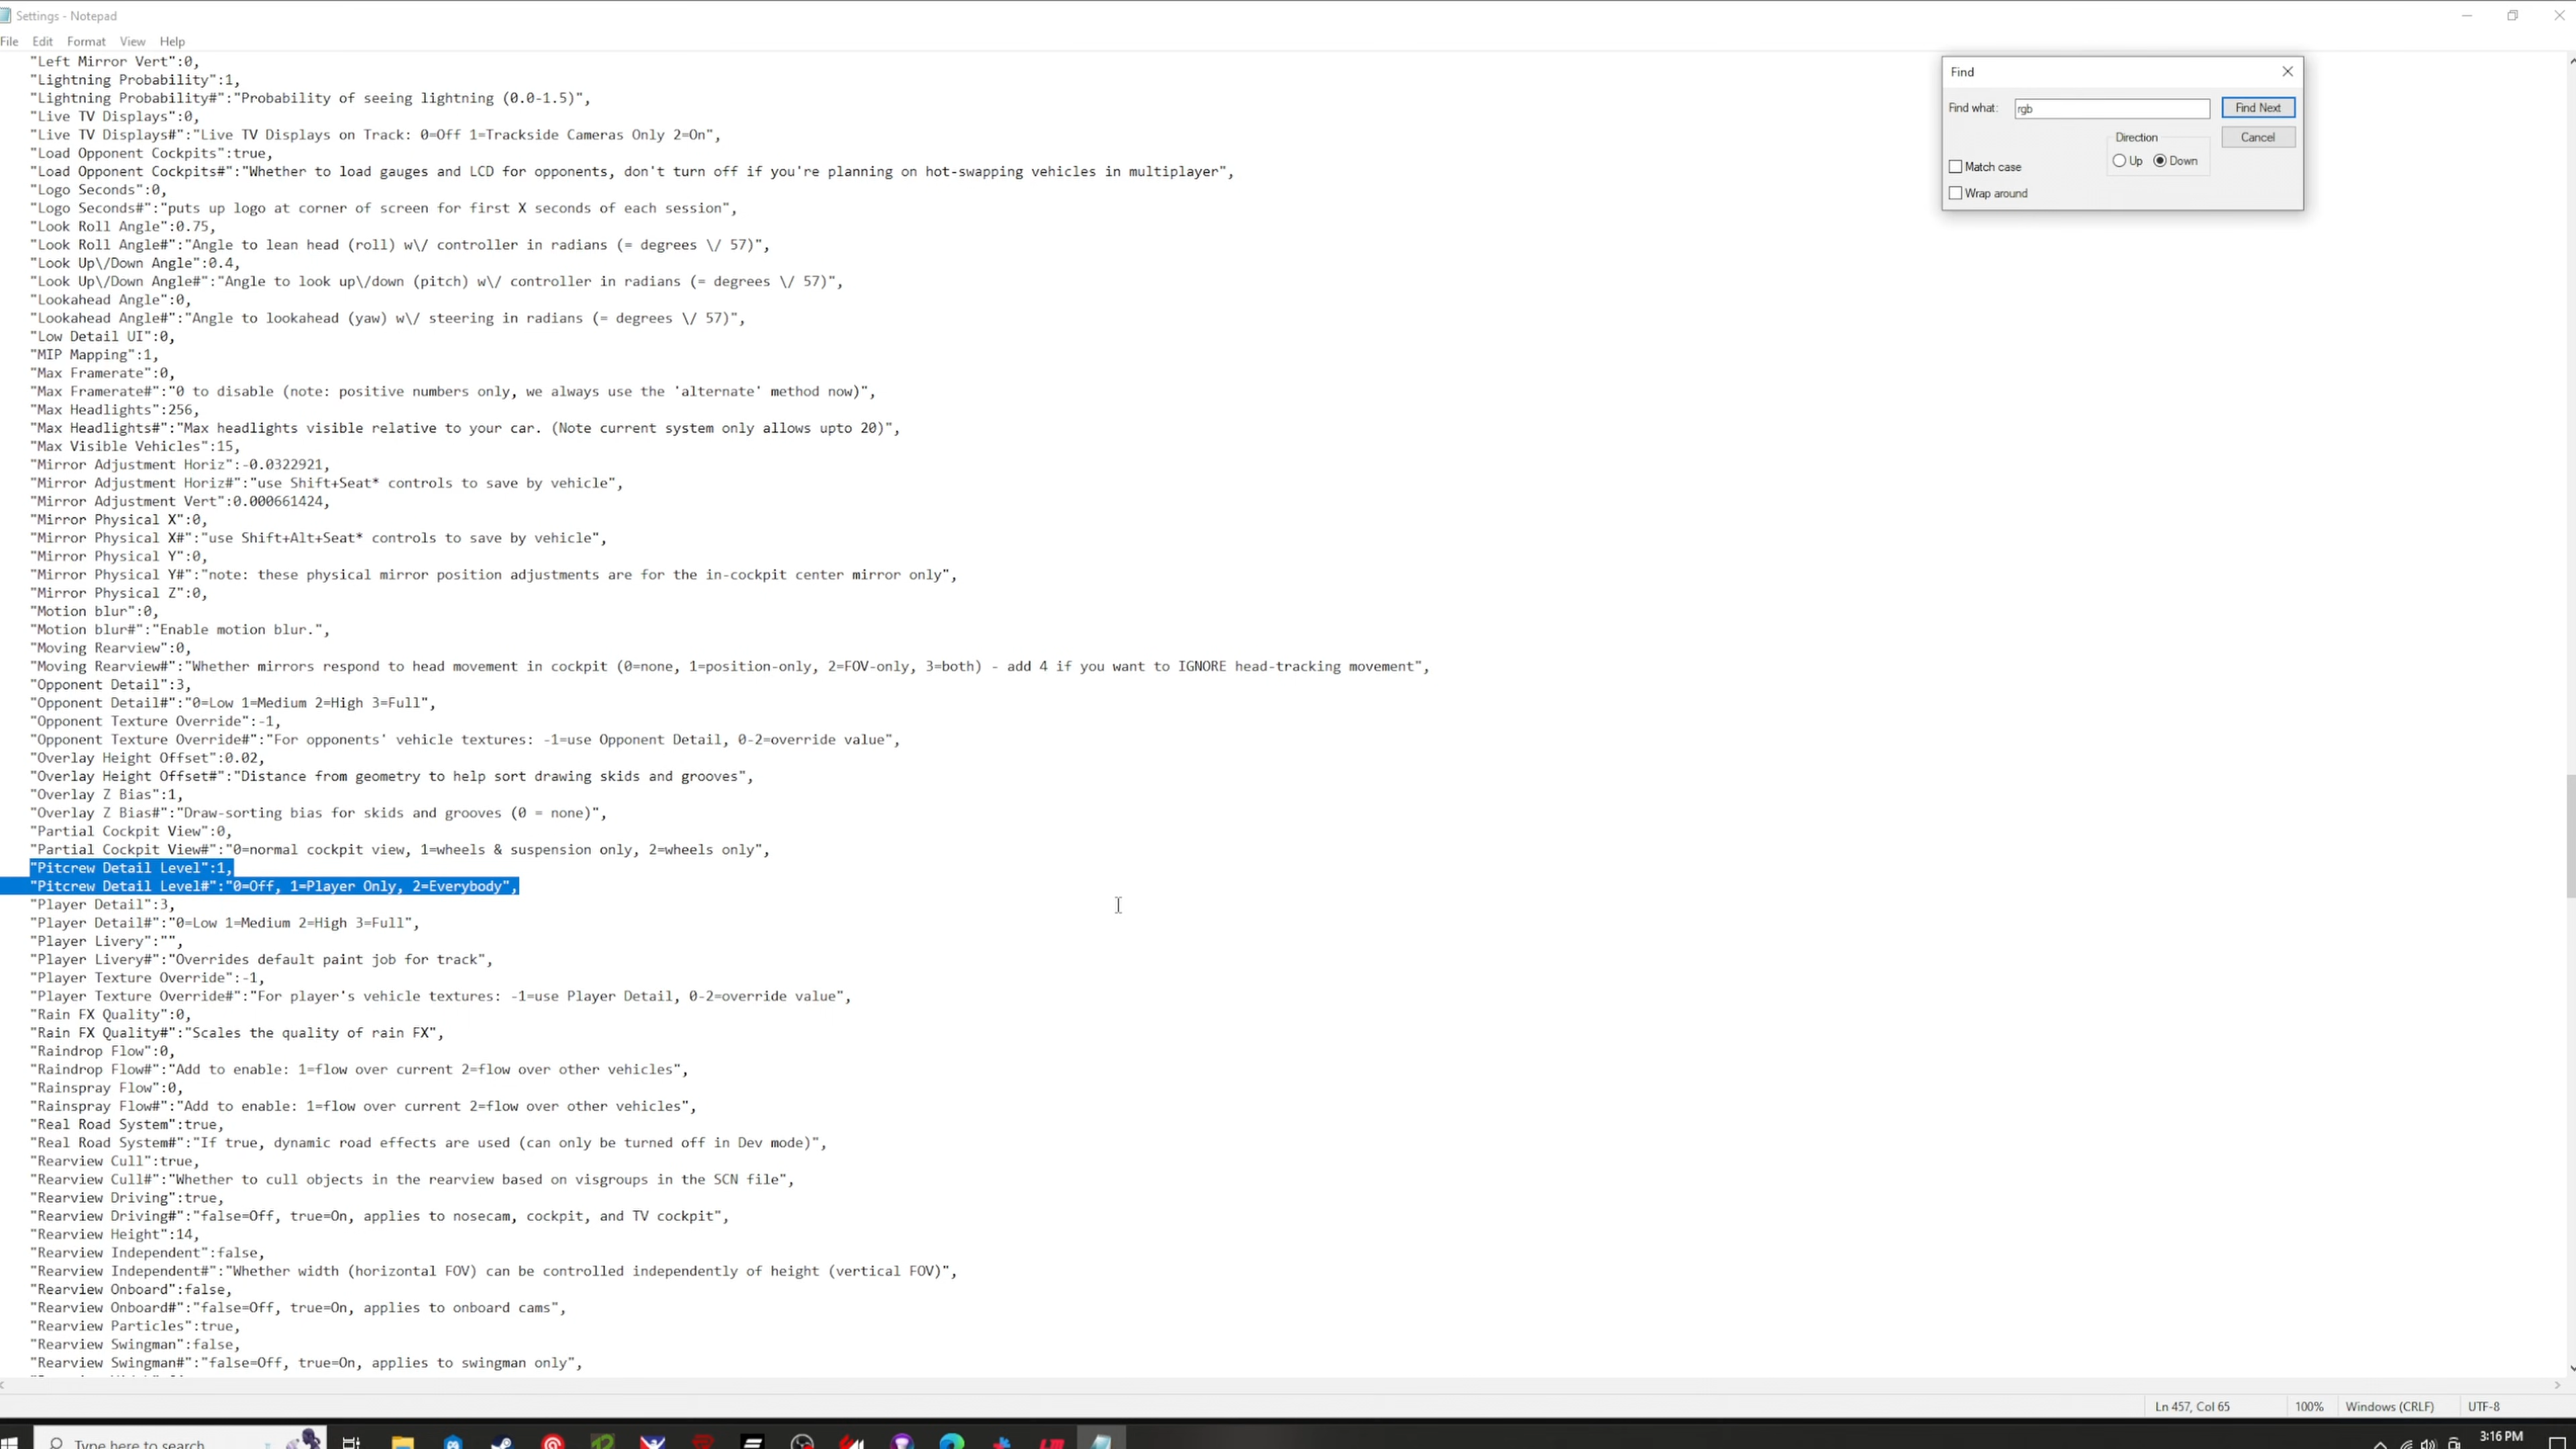 Settings - Notepad
File Edit Format View Help
"Left Mirror Vert":0,
"Lightning Probability":1,
"Lightning Probability#":"Probability of seeing lightning (0.0-1.5)",
"Live TV Displays":0,
"Live TV Displays#":"Live TV Displays on Track: 0=Off 1=Trackside Cameras Only 2=On",
"Load Opponent Cockpits":true,
"Load Opponent Cockpits#":"Whether to load gauges and LCD for opponents, don't turn off if you're planning on hot-swapping vehicles in multiplayer",
"Logo Seconds":0,
"Logo Seconds#":"puts up logo at corner of screen for first X seconds of each session",
"Look Roll Angle":0.75,
"Look Roll Angle#":"Angle to lean head (roll) w\/ controller in radians (= degrees \/ 57)",
"Look Up\/Down Angle":0.4,
"Look Up\/Down Angle#":"Angle to look up\/down (pitch) w\/ controller in radians (= degrees \/ 57)",
"Lookahead Angle":0,
"Lookahead Angle#":"Angle to lookahead (yaw) w\/ steering in radians (= degrees \/ 57)",
"Low Detail UI":0,
"MIP Mapping":1,
"Max Framerate":0,
"Max Framerate#":"0 to disable (note: positive numbers only, we always use the 'alternate' method now)",
"Max Headlights":256,
"Max Headlights#":"Max headlights visible relative to your car. (Note current system only allows upto 20)",
"Max Visible Vehicles":15,
"Mirror Adjustment Horiz":-0.0322921,
"Mirror Adjustment Horiz#":"use Shift+Seat* controls to save by vehicle",
"Mirror Adjustment Vert":0.000661424,
"Mirror Physical X":0,
"Mirror Physical X#":"use Shift+Alt+Seat* controls to save by vehicle",
"Mirror Physical Y":0,
"Mirror Physical Y#":"note: these physical mirror position adjustments are for the in-cockpit center mirror only",
"Mirror Physical Z":0,
"Motion blur":0,
"Motion blur#":"Enable motion blur.",
"Moving Rearview":0,
"Moving Rearview#":"Whether mirrors respond to head movement in cockpit (0=none, 1=position-only, 2=FOV-only, 3=both) - add 4 if you want to IGNORE head-tracking movement",
"Opponent Detail":3,
"Opponent Detail#":"0=Low 1=Medium 2=High 3=Full",
"Opponent Texture Override":-1,
"Opponent Texture Override#":"For opponents' vehicle textures: -1=use Opponent Detail, 0-2=override value",
"Overlay Height Offset":0.02,
"Overlay Height Offset#":"Distance from geometry to help sort drawing skids and grooves",
"Overlay Z Bias":1,
"Overlay Z Bias#":"Draw-sorting bias for skids and grooves (0 = none)",
"Partial Cockpit View":0,
"Partial Cockpit View#":"0=normal cockpit view, 1=wheels & suspension only, 2=wheels only",
"Pitcrew Detail Level":1,
"Pitcrew Detail Level#":"0=Off, 1=Player Only, 2=Everybody",
"Player Detail":3,
"Player Detail#":"0=Low 1=Medium 2=High 3=Full",
"Player Livery":"",
"Player Livery#":"Overrides default paint job for track",
"Player Texture Override":-1,
"Player Texture Override#":"For player's vehicle textures: -1=use Player Detail, 0-2=override value",
"Rain FX Quality":0,
"Rain FX Quality#":"Scales the quality of rain FX",
"Raindrop Flow":0,
"Raindrop Flow#":"Add to enable: 1=flow over current 2=flow over other vehicles",
"Rainspray Flow":0,
"Rainspray Flow#":"Add to enable: 1=flow over current 2=flow over other vehicles",
"Real Road System":true,
"Real Road System#":"If true, dynamic road effects are used (can only be turned off in Dev mode)",
"Rearview Cull":true,
"Rearview Cull#":"Whether to cull objects in the rearview based on visgroups in the SCN file",
"Rearview Driving":true,
"Rearview Driving#":"false=Off, true=On, applies to nosecam, cockpit, and TV cockpit",
"Rearview Height":14,
"Rearview Independent":false,
"Rearview Independent#":"Whether width (horizontal FOV) can be controlled independently of height (vertical FOV)",
"Rearview Onboard":false,
"Rearview Onboard#":"false=Off, true=On, applies to onboard cams",
"Rearview Particles":true,
"Rearview Swingman":false,
"Rearview Swingman#":"false=Off, true=On, applies to swingman only",
Find
Find what: rgb Find Next
Direction Cancel
Up Down
Match case
Wrap around
Ln 457, Col 65 100% Windows (CRLF) UTF-8
Type here to search
3:16 PM